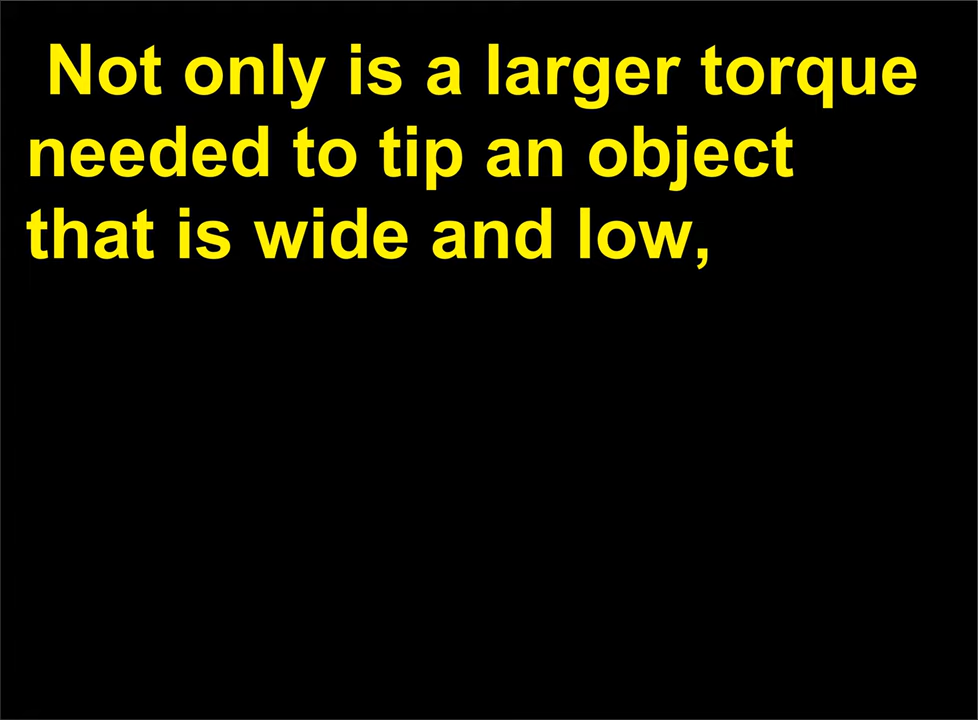 Not only is a larger torque
needed to tip an object
that is wide and low,